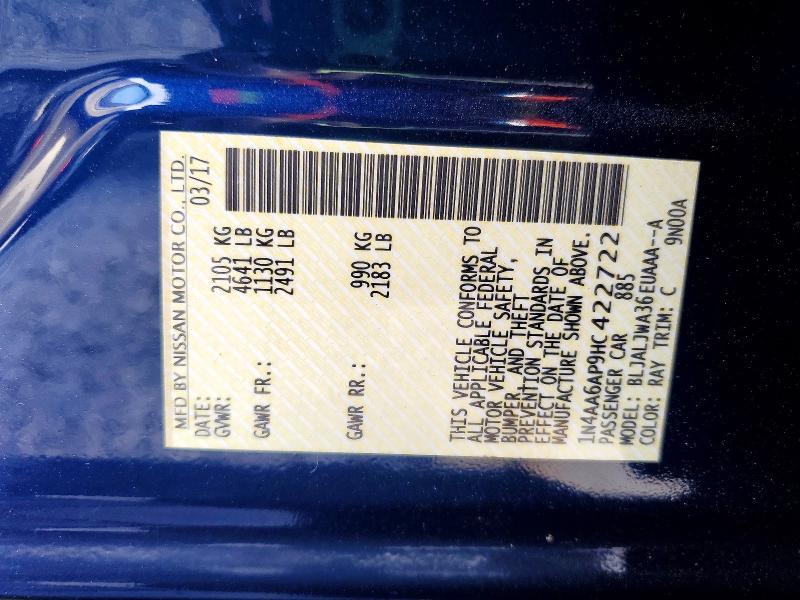 MFD BY NISSAN MOTOR CO., LTD.
DATE: 03/17
GVWR: 2105 KG
4641 LB
GAWR FR.: 1130 KG
2491 LB
GAWR RR.: 990 KG
2183 LB
THIS VEHICLE CONFORMS TO
ALL APPLICABLE FEDERAL
MOTOR VEHICLE SAFETY,
BUMPER, AND THEFT
PREVENTION STANDARDS IN
EFFECT ON THE DATE OF
MANUFACTURE SHOWN ABOVE.
1N4AA6AP9HC422722
PASSENGER CAR 885
MODEL: BLJALJWA36EUAAA--A
COLOR: RAY TRIM: C 9N00A